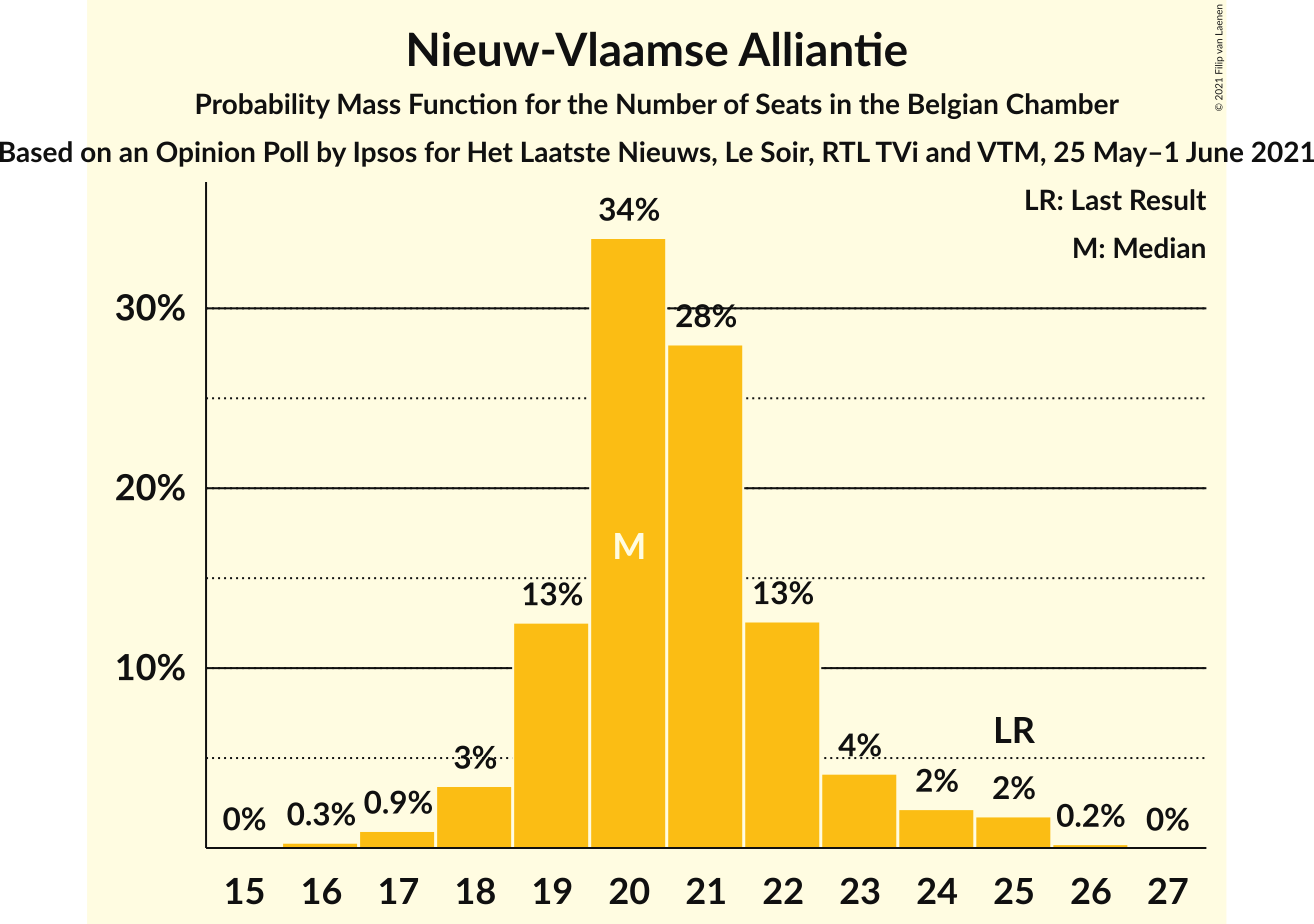 Nieuw-Vlaamse Alliantie
Probability Mass Function for the Number of Seats in the Belgian Chamber
Based on an Opinion Poll by Ipsos for Het Laatste Nieuws, Le Soir, RTL TVi and VTM, 25 May–1 June 2021
© 2021 Filip van Laenen
LR: Last Result
M: Median
34%
30%
28%
20%
M
13%
13%
10%
LR
3%
4%
2%
2%
0%
0.3%
0.9%
0.2%
0%
15 16 17 18 19 20 21 22 23 24 25 26 27